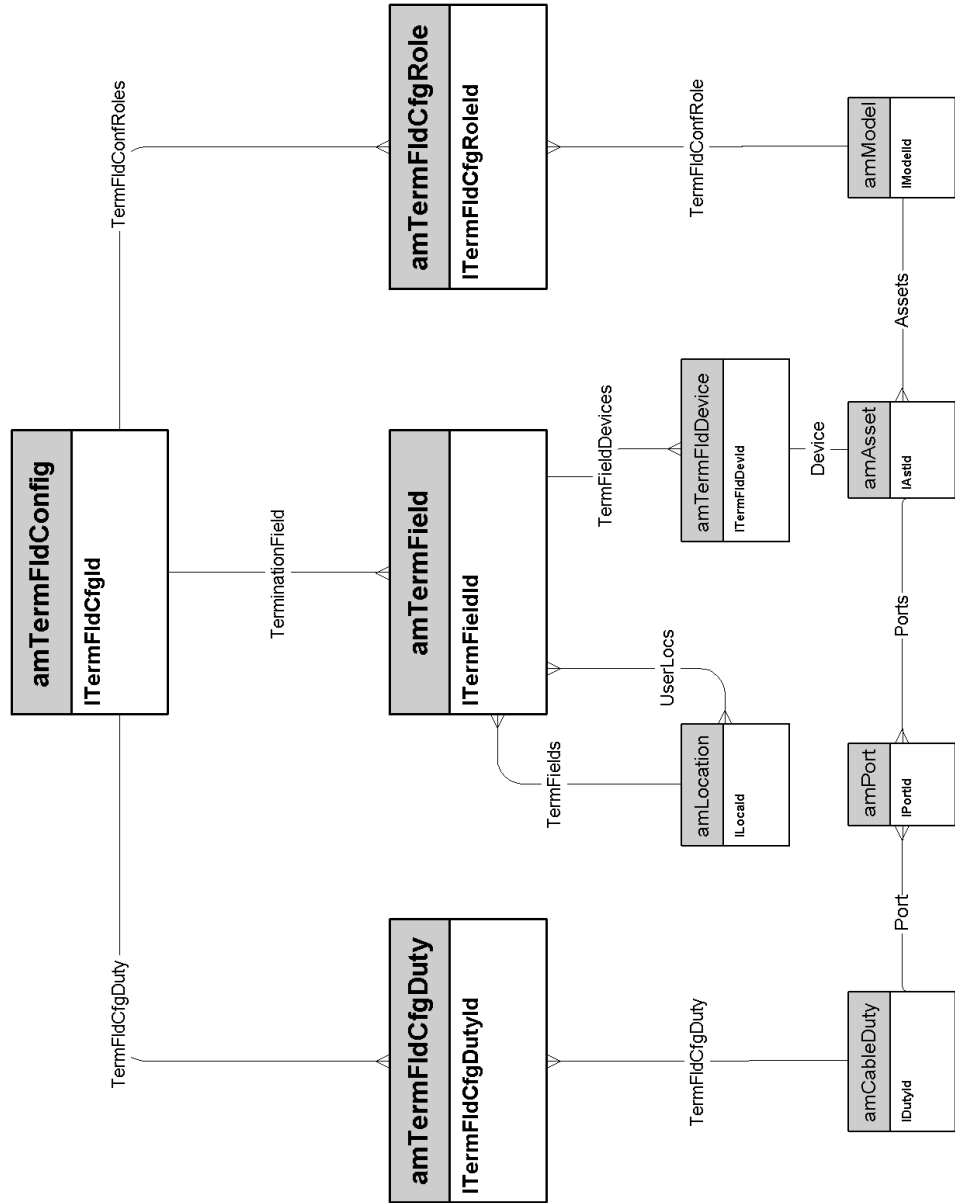 amTermFldConfig
lTermFldCfgId
TermFldCfgDuty
TerminationField
TermFldConfRoles
amTermFldCfgDuty
lTermFldCfgDutyId
amTermField
lTermFieldId
amTermFldCfgRole
lTermFldCfgRoleId
TermFields
UserLocs
TermFieldDevices
TermFldCfgDuty
TermFldConfRole
amLocation
lLocaId
amTermFldDevice
lTermFldDevId
Device
amCableDuty
lDutyId
Port
amPort
lPortId
Ports
amAsset
lAstId
Assets
amModel
lModelId